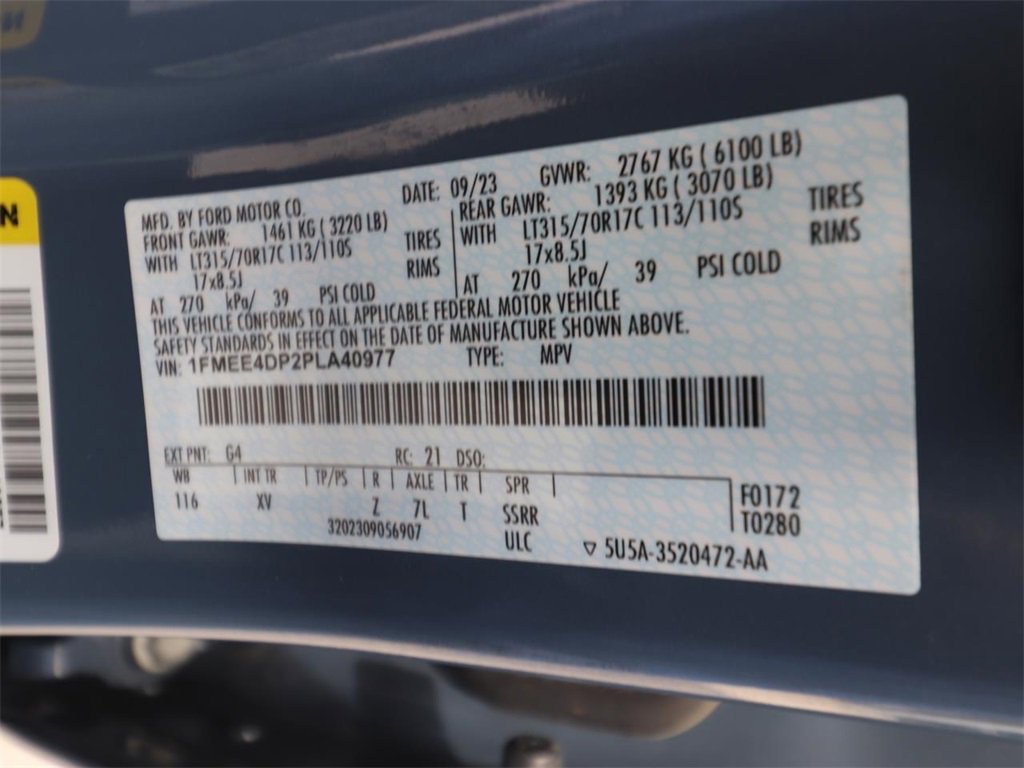 MFD. BY FORD MOTOR CO. DATE: 09/23 GVWR: 2767 KG ( 6100 LB)
FRONT GAWR: 1461 KG ( 3220 LB) REAR GAWR: 1393 KG ( 3070 LB)
WITH LT315/70R17C 113/110S TIRES WITH LT315/70R17C 113/110S TIRES
17x8.5J RIMS 17x8.5J RIMS
AT 270 kPa/ 39 PSI COLD AT 270 kPa/ 39 PSI COLD
THIS VEHICLE CONFORMS TO ALL APPLICABLE FEDERAL MOTOR VEHICLE
SAFETY STANDARDS IN EFFECT ON THE DATE OF MANUFACTURE SHOWN ABOVE.
VIN: 1FMEE4DP2PLA40977 TYPE: MPV
EXT PNT: G4 RC: 21 DSO:
WB INT TR TP/PS R AXLE TR SPR
116 XV Z 7L T SSRR
3202309056907 ULC
F0172
T0280
▽ 5U5A-3520472-AA